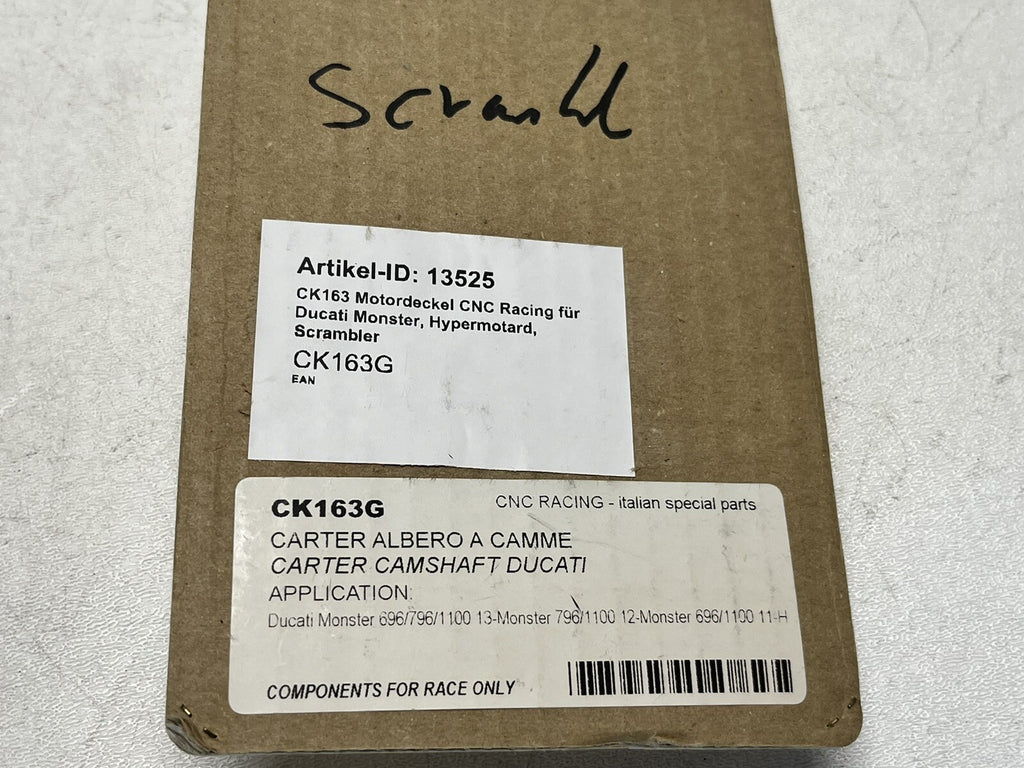 Artikel-ID: 13525
CK163 Motordeckel CNC Racing für
Ducati Monster, Hypermotard,
Scrambler
CK163G
EAN
CK163G
CNC RACING - italian special parts
CARTER ALBERO A CAMME
CARTER CAMSHAFT DUCATI
APPLICATION:
Ducati Monster 696/796/1100 13-Monster 796/1100 12-Monster 696/1100 11-H
COMPONENTS FOR RACE ONLY